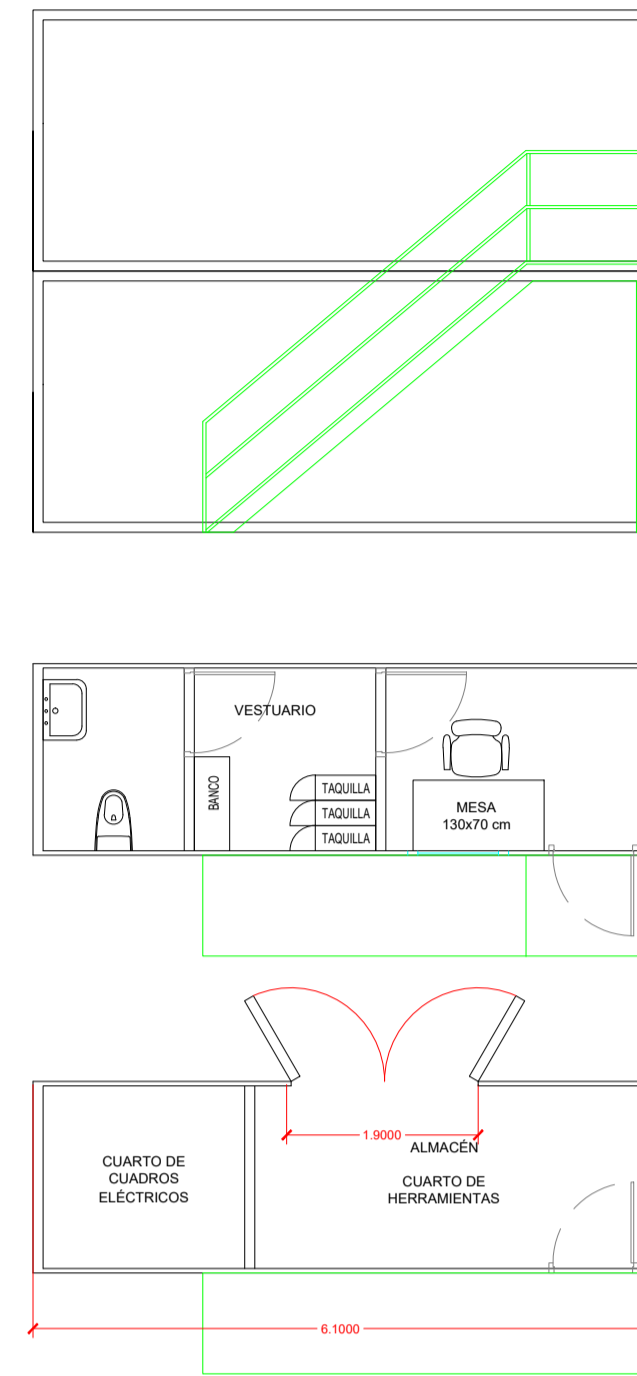 VESTUARIO
BANCO
TAQUILLA
TAQUILLA
TAQUILLA
MESA
130x70 cm
1.9000
ALMACÉN
CUARTO DE
HERRAMIENTAS
CUARTO DE
CUADROS
ELÉCTRICOS
6.1000